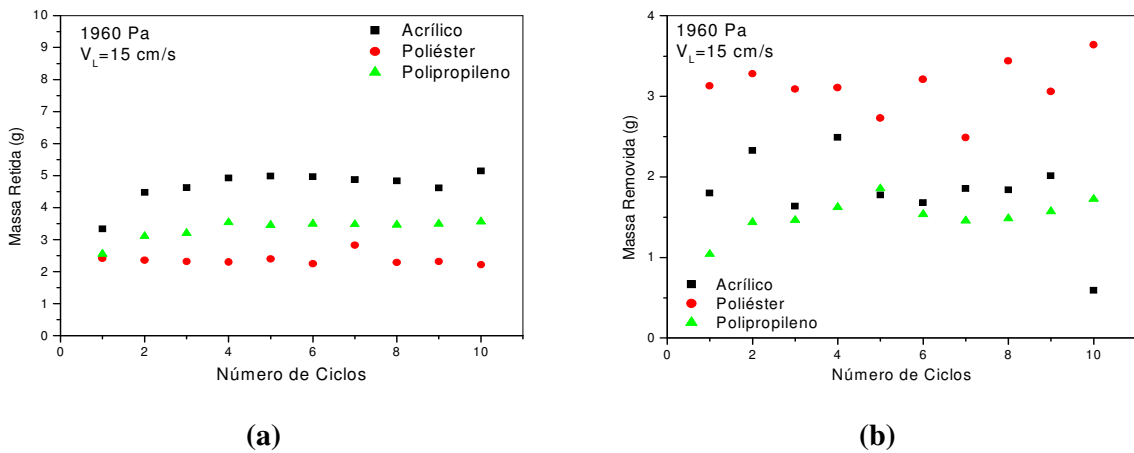 1960 Pa
V_L=15 cm/s
Acrílico
Poliéster
Polipropileno
Massa Retida (g)
10
9
8
7
6
5
4
3
2
1
0
0 2 4 6 8 10
Número de Ciclos
(a)
1960 Pa
V_L=15 cm/s
Massa Removida (g)
4
3
2
1
0
Acrílico
Poliéster
Polipropileno
0 2 4 6 8 10
Número de Ciclos
(b)